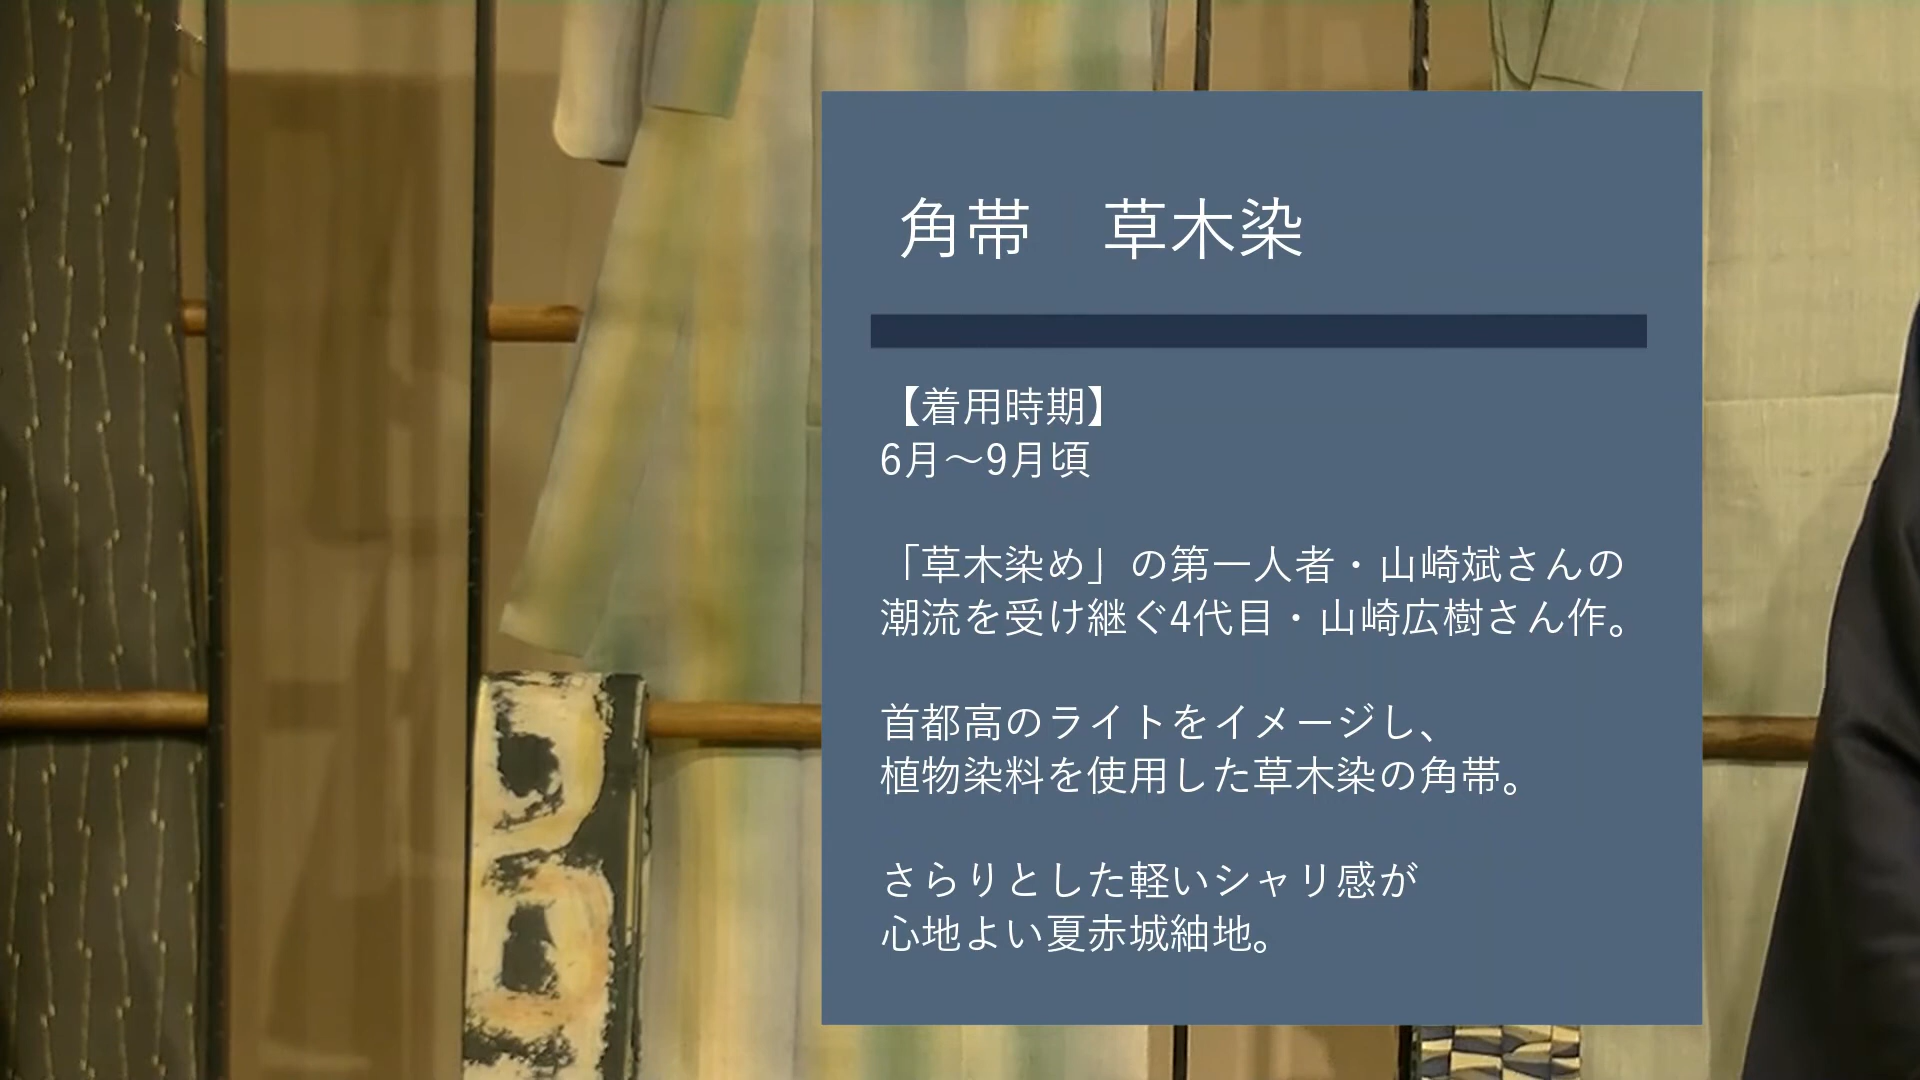 角帯　草木染
【着用時期】
6月〜9月頃
「草木染め」の第一人者・山崎斌さんの
潮流を受け継ぐ4代目・山崎広樹さん作。
首都高のライトをイメージし、
植物染料を使用した草木染の角帯。
さらりとした軽いシャリ感が
心地よい夏赤城紬地。